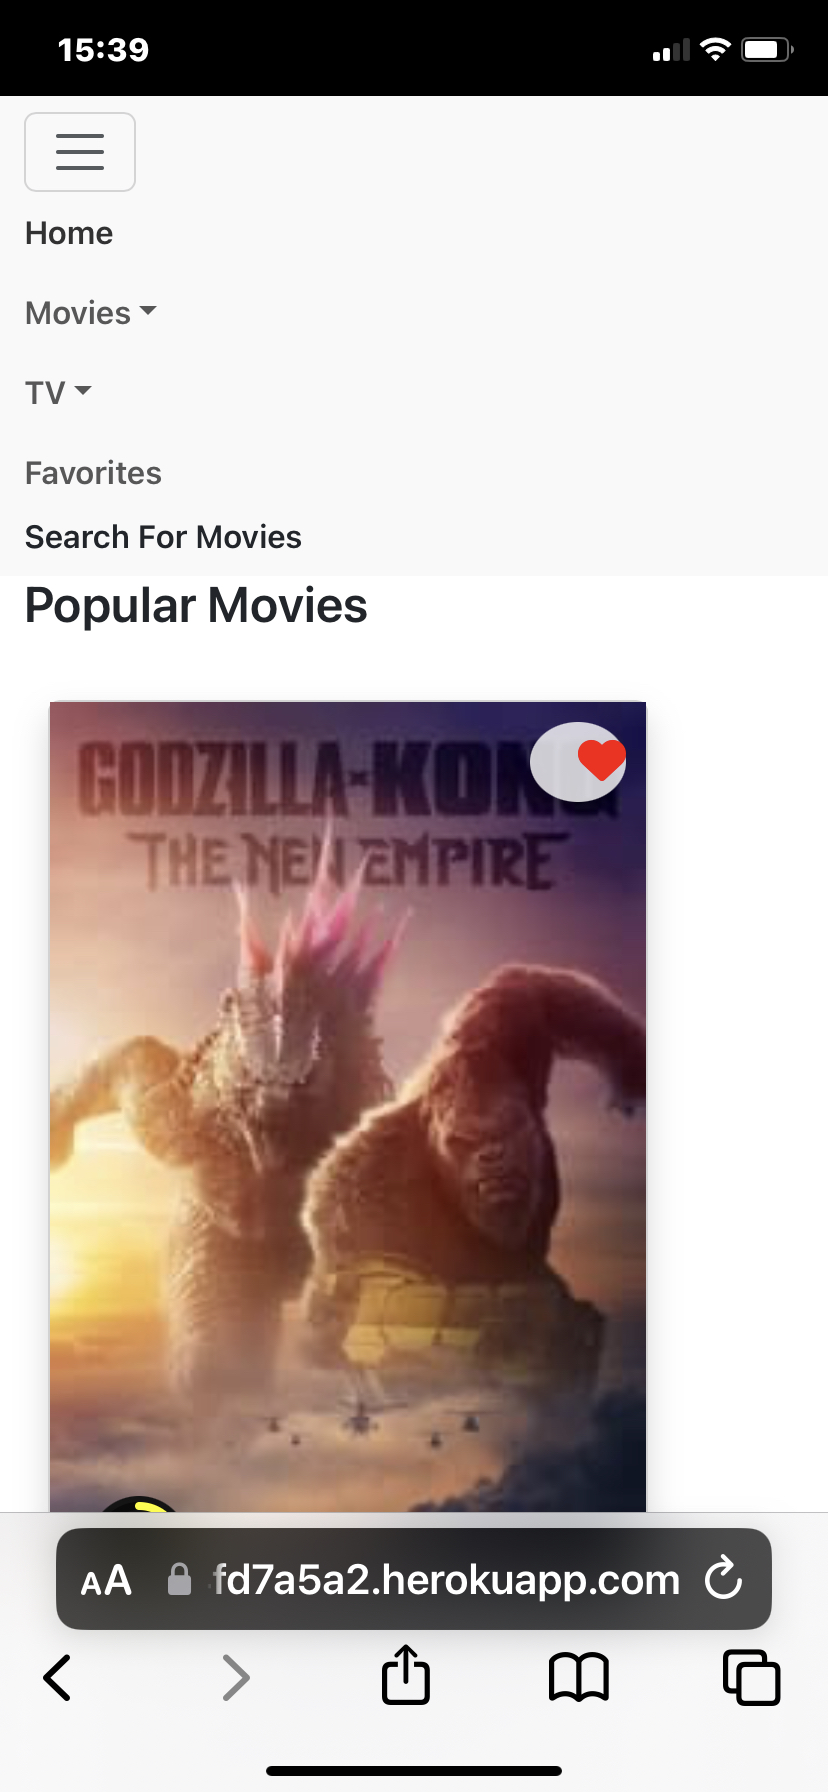 15:39
Home
Movies
TV
Favorites
Search For Movies
Popular Movies
GODZILLA × KONG
THE NEW EMPIRE
AA fd7a5a2.herokuapp.com